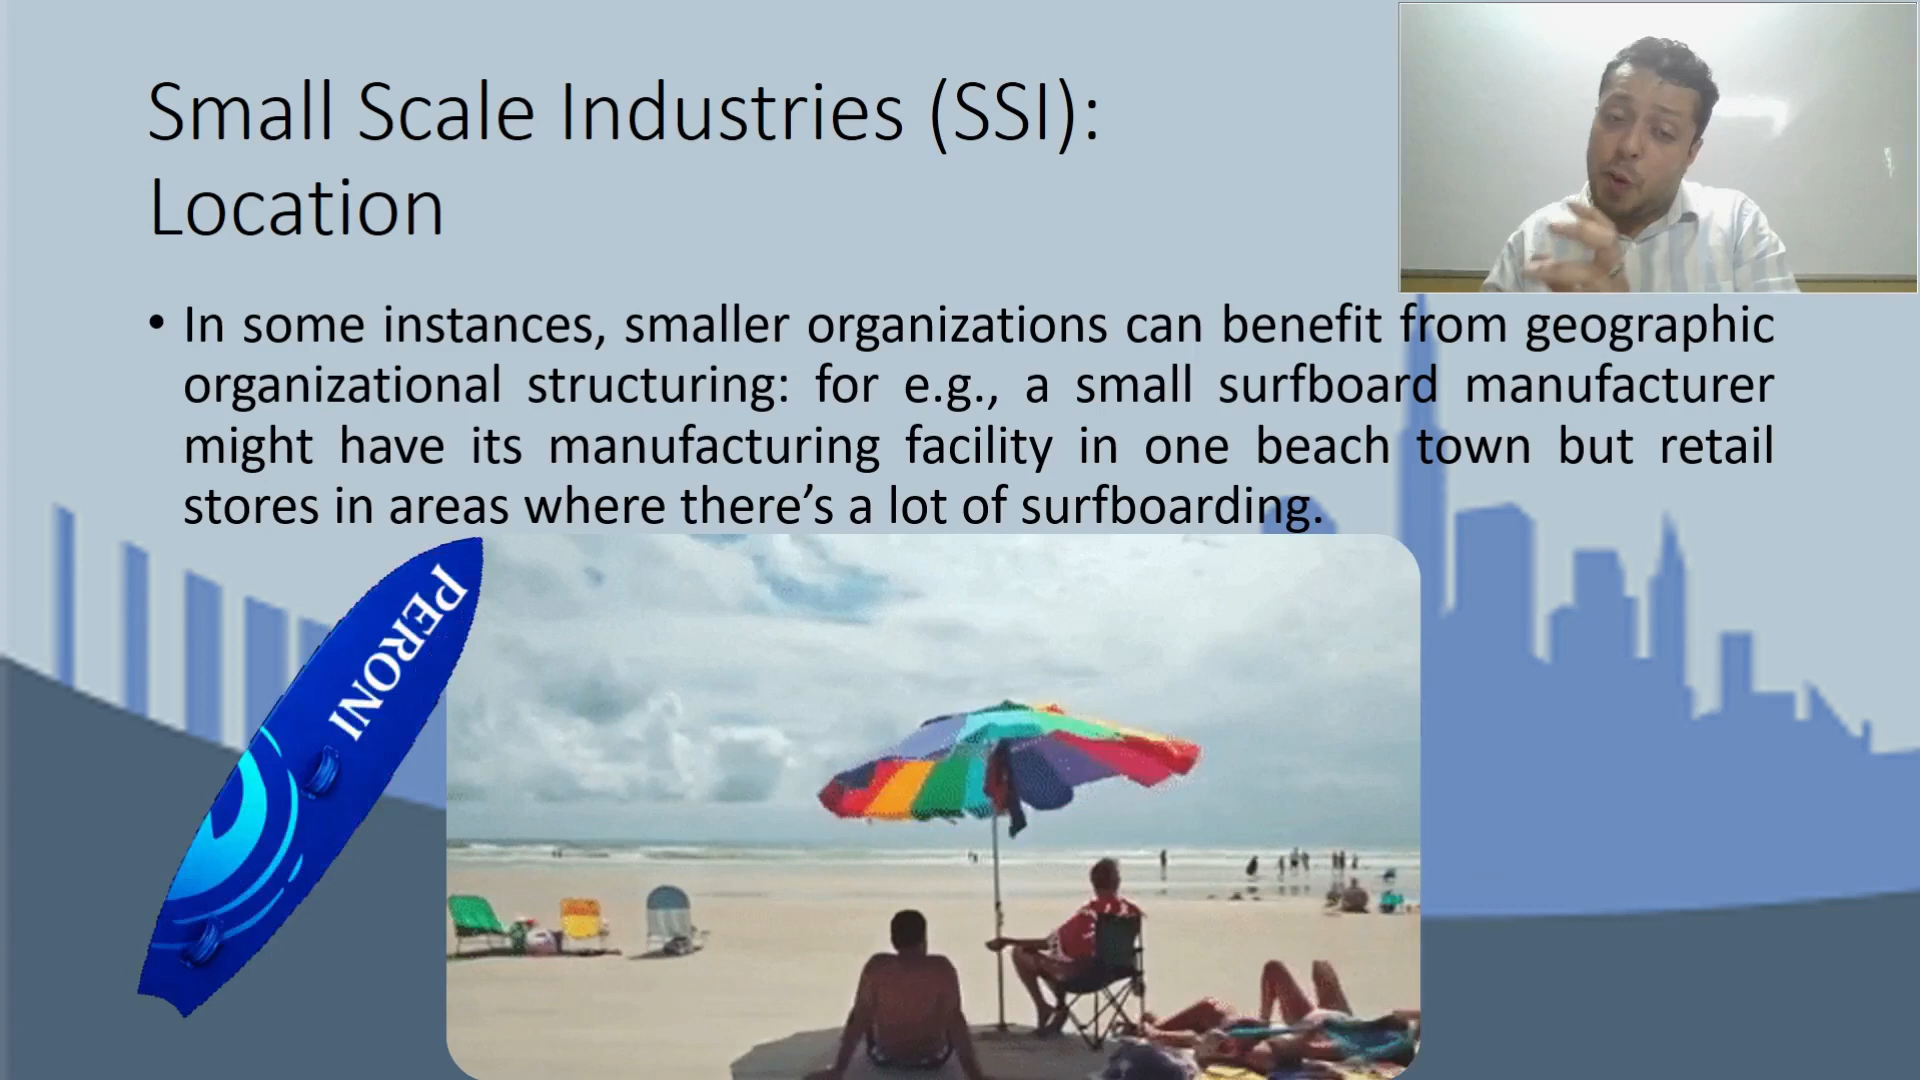 Small Scale Industries (SSI):
Location
• In some instances, smaller organizations can benefit from geographic
organizational structuring: for e.g., a small surfboard manufacturer
might have its manufacturing facility in one beach town but retail
stores in areas where there’s a lot of surfboarding.
PERONI